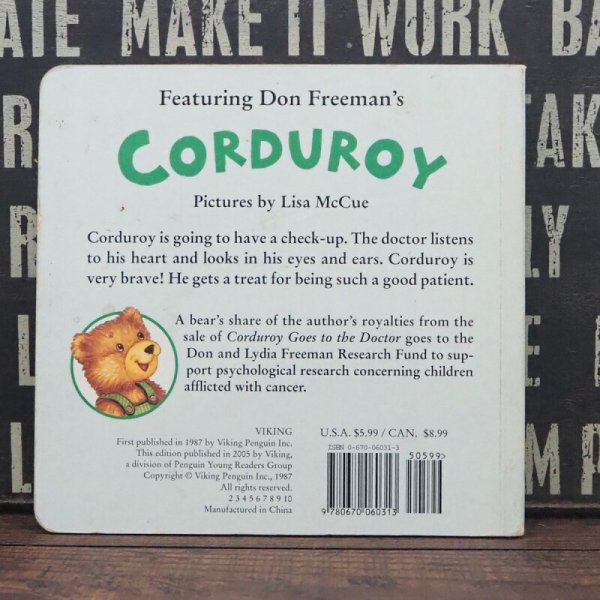 ATE MAKE IT WORK BA
Featuring Don Freeman's
CORDUROY
Pictures by Lisa McCue
Corduroy is going to have a check-up. The doctor listens
to his heart and looks in his eyes and ears. Corduroy is
very brave! He gets a treat for being such a good patient.
A bear's share of the author's royalties from the
sale of Corduroy Goes to the Doctor goes to the
Don and Lydia Freeman Research Fund to sup-
port psychological research concerning children
afflicted with cancer.
VIKING
First published in 1987 by Viking Penguin Inc.
This edition published in 2005 by Viking,
a division of Penguin Young Readers Group
Copyright © Viking Penguin Inc., 1987
All rights reserved.
2 3 4 5 6 7 8 9 10
Manufactured in China
U.S.A. $5.99 / CAN. $8.99
ISBN 0-670-06031-3
50599>
9 780670 060313